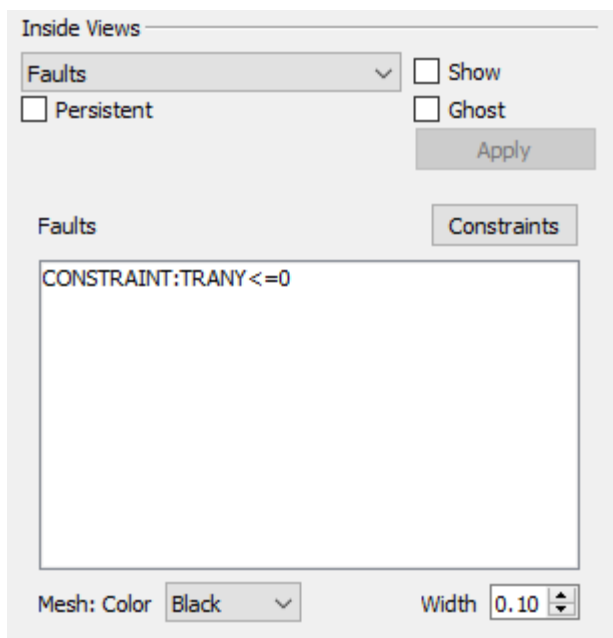 Inside Views
Faults
Show
Persistent
Ghost
Apply
Faults
Constraints
CONSTRAINT:TRANY<=0
Mesh: Color Black Width 0.10